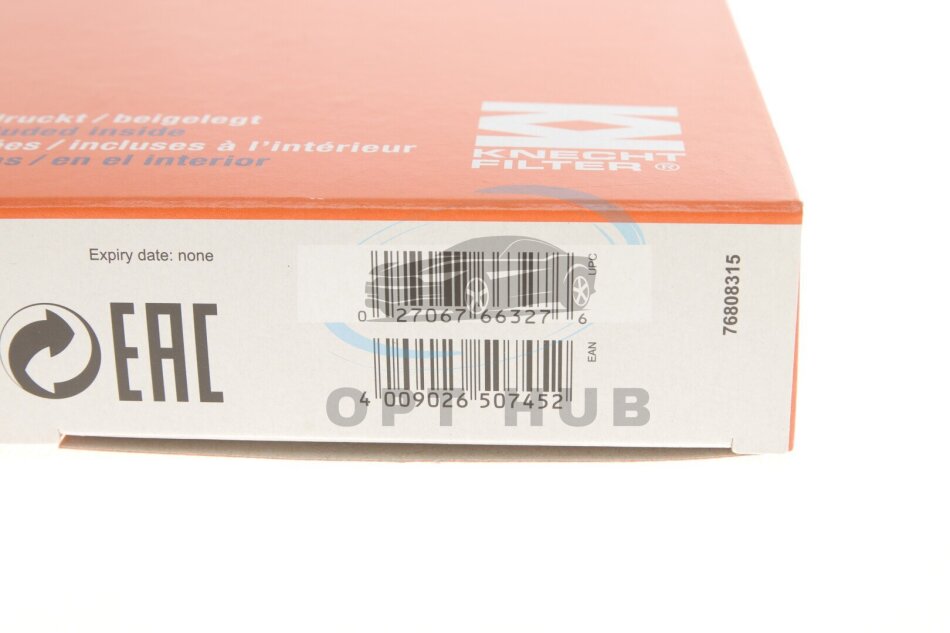 druckt / beigelegt
uded inside
es / incluses à l'intérieur
s / en el interior
KNECHT
FILTER ®
Expiry date: none
EAC
UPC
0 27067 66327 6
EAN
4 009026 507452
76808315
OPT HUB